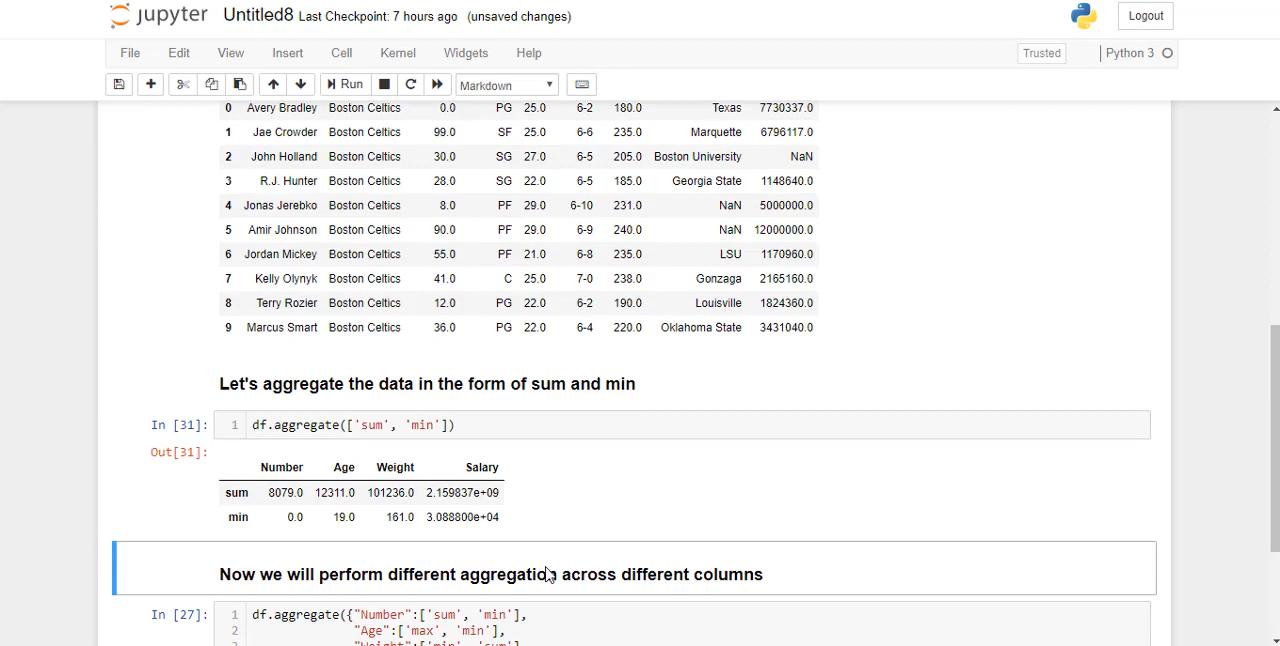 jupyter Untitled8 Last Checkpoint: 7 hours ago (unsaved changes) Logout
File Edit View Insert Cell Kernel Widgets Help Trusted Python 3
Run Markdown
0 Avery Bradley Boston Celtics 0.0 PG 25.0 6-2 180.0 Texas 7730337.0
1 Jae Crowder Boston Celtics 99.0 SF 25.0 6-6 235.0 Marquette 6796117.0
2 John Holland Boston Celtics 30.0 SG 27.0 6-5 205.0 Boston University NaN
3 R.J. Hunter Boston Celtics 28.0 SG 22.0 6-5 185.0 Georgia State 1148640.0
4 Jonas Jerebko Boston Celtics 8.0 PF 29.0 6-10 231.0 NaN 5000000.0
5 Amir Johnson Boston Celtics 90.0 PF 29.0 6-9 240.0 NaN 12000000.0
6 Jordan Mickey Boston Celtics 55.0 PF 21.0 6-8 235.0 LSU 1170960.0
7 Kelly Olynyk Boston Celtics 41.0 C 25.0 7-0 238.0 Gonzaga 2165160.0
8 Terry Rozier Boston Celtics 12.0 PG 22.0 6-2 190.0 Louisville 1824360.0
9 Marcus Smart Boston Celtics 36.0 PG 22.0 6-4 220.0 Oklahoma State 3431040.0
Let's aggregate the data in the form of sum and min
In [31]: 1 df.aggregate(['sum', 'min'])
Out[31]:
Number Age Weight Salary
sum 8079.0 12311.0 101236.0 2.159837e+09
min 0.0 19.0 161.0 3.088800e+04
Now we will perform different aggregation across different columns
In [27]: 1 df.aggregate({"Number":['sum', 'min'],
2 "Age":['max', 'min'],
"Weight":['min', 'sum'],